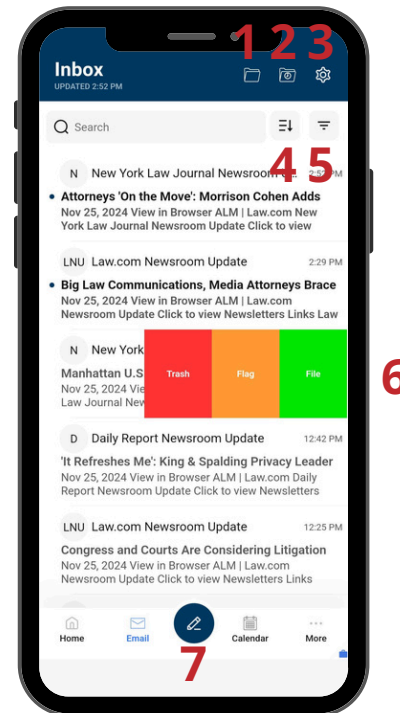 1 2 3
Inbox
UPDATED 2:52 PM
Search
4 5
N New York Law Journal Newsroom 2:52 PM
Attorneys 'On the Move': Morrison Cohen Adds
Nov 25, 2024 View in Browser ALM | Law.com New
York Law Journal Newsroom Update Click to view
LNU Law.com Newsroom Update 2:29 PM
Big Law Communications, Media Attorneys Brace
Nov 25, 2024 View in Browser ALM | Law.com
Newsroom Update Click to view Newsletters Links Law
N New York
Manhattan U.S
Nov 25, 2024 Vie
Law Journal New
Trash Flag File
6
D Daily Report Newsroom Update 12:42 PM
'It Refreshes Me': King & Spalding Privacy Leader
Nov 25, 2024 View in Browser ALM | Law.com Daily
Report Newsroom Update Click to view Newsletters
LNU Law.com Newsroom Update 12:25 PM
Congress and Courts Are Considering Litigation
Nov 25, 2024 View in Browser ALM | Law.com
Newsroom Update Click to view Newsletters Links
Home Email Calendar More
7